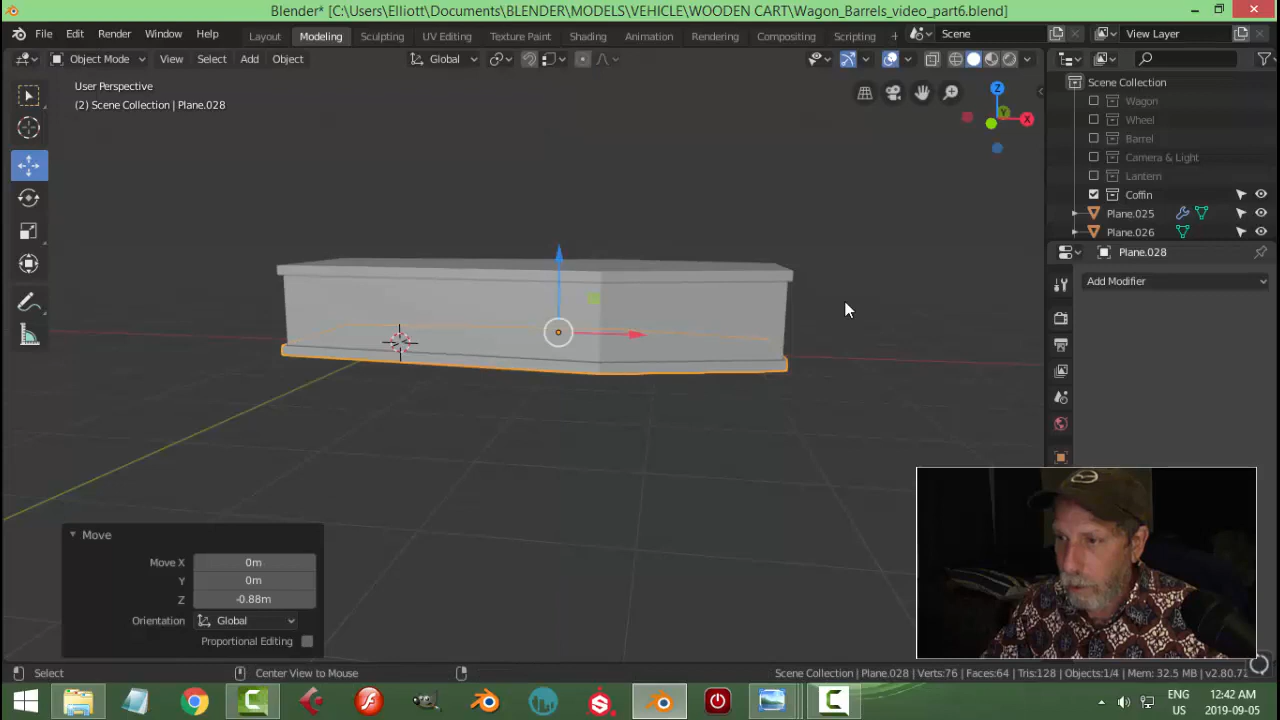 Blender* [C:\Users\Elliott\Documents\BLENDER\MODELS\VEHICLE\WOODEN CART\Wagon_Barrels_video_part6.blend]
File Edit Render Window Help Layout Modeling Sculpting UV Editing Texture Paint Shading Animation Rendering Compositing Scripting + Scene View Layer
Object Mode View Select Add Object Global
User Perspective
(2) Scene Collection | Plane.028
Z
Y
X
Scene Collection
Wagon
Wheel
Barrel
Camera & Light
Lantern
Coffin
Plane.025
Plane.026
Plane.028
Add Modifier
Move
Move X 0m
Y 0m
Z -0.88m
Orientation Global
Proportional Editing
Select Center View to Mouse Scene Collection | Plane.028 | Verts:76 | Faces:64 | Tris:128 | Objects:1/4 | Mem: 32.5 MB | v2.80.71
ENG 12:42 AM
US 2019-09-05